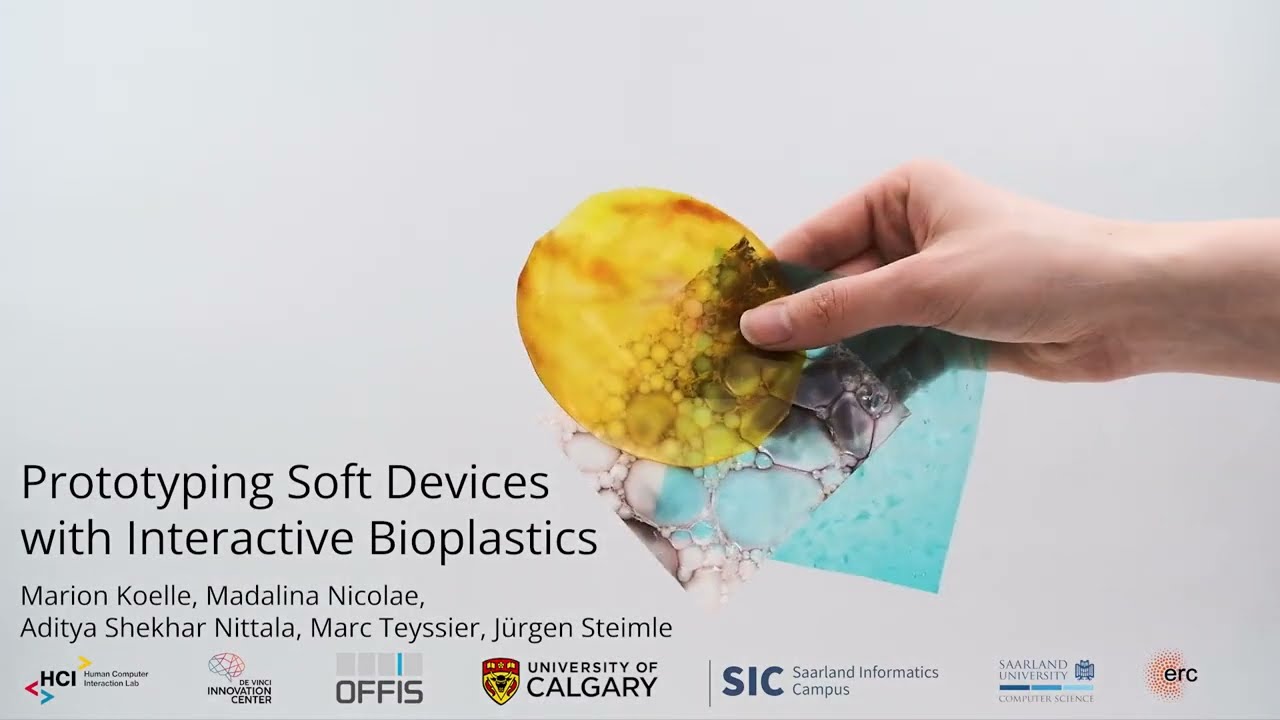 Prototyping Soft Devices
with Interactive Bioplastics
Marion Koelle, Madalina Nicolae,
Aditya Shekhar Nittala, Marc Teyssier, Jürgen Steimle
HCI Human Computer
Interaction Lab
DE VINCI
INNOVATION
CENTER
OFFIS
UNIVERSITY OF
CALGARY
SIC Saarland Informatics
Campus
SAARLAND
UNIVERSITY
COMPUTER SCIENCE
erc